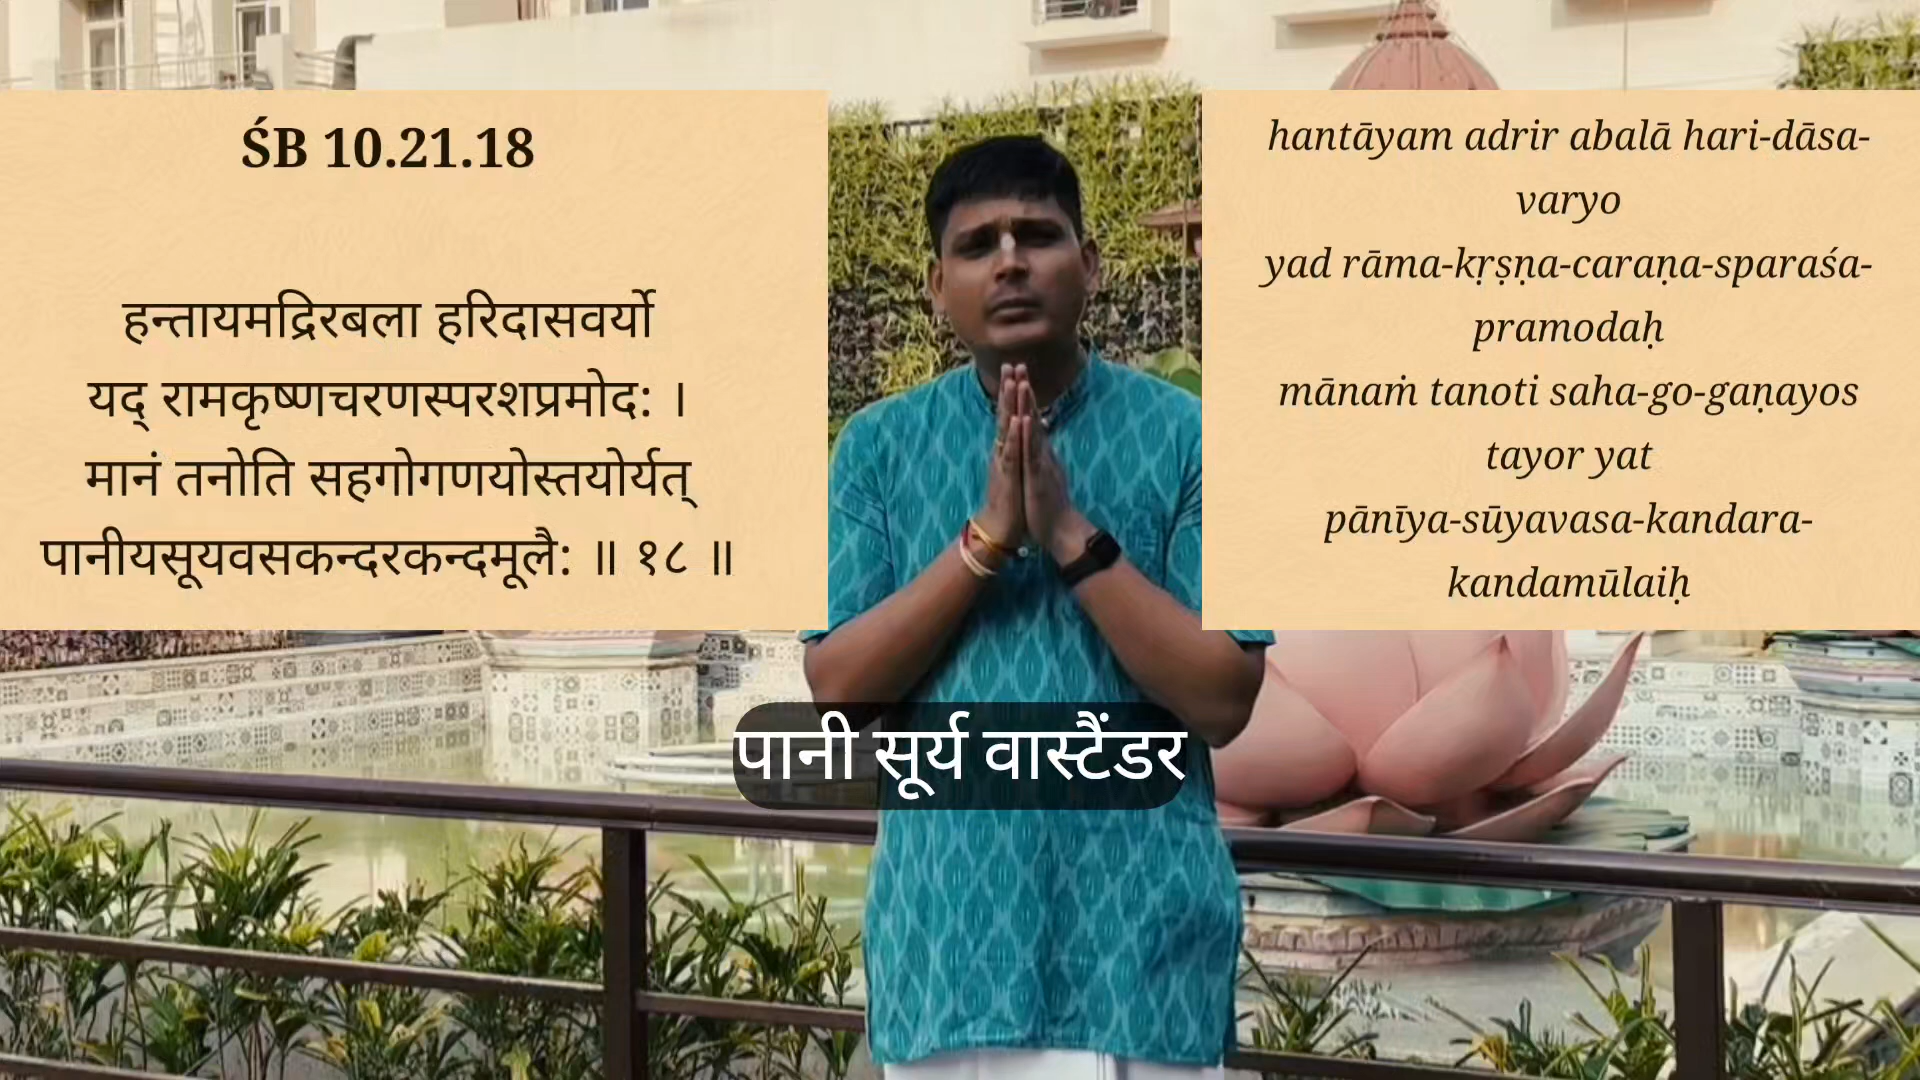 ŚB 10.21.18
हन्तायमद्रिरबला हरिदासवर्यो
यद् रामकृष्णचरणस्परशप्रमोद: ।
मानं तनोति सहगोगणयोस्तयोर्यत्
पानीयसूयवसकन्दरकन्दमूलै: ॥ १८ ॥
hantāyam adrir abalā hari-dāsa-
varyo
yad rāma-kṛṣṇa-caraṇa-sparaśa-
pramodaḥ
mānaṁ tanoti saha-go-gaṇayos
tayor yat
pānīya-sūyavasa-kandara-
kandamūlaiḥ
पानी सूर्य वास्टैंडर